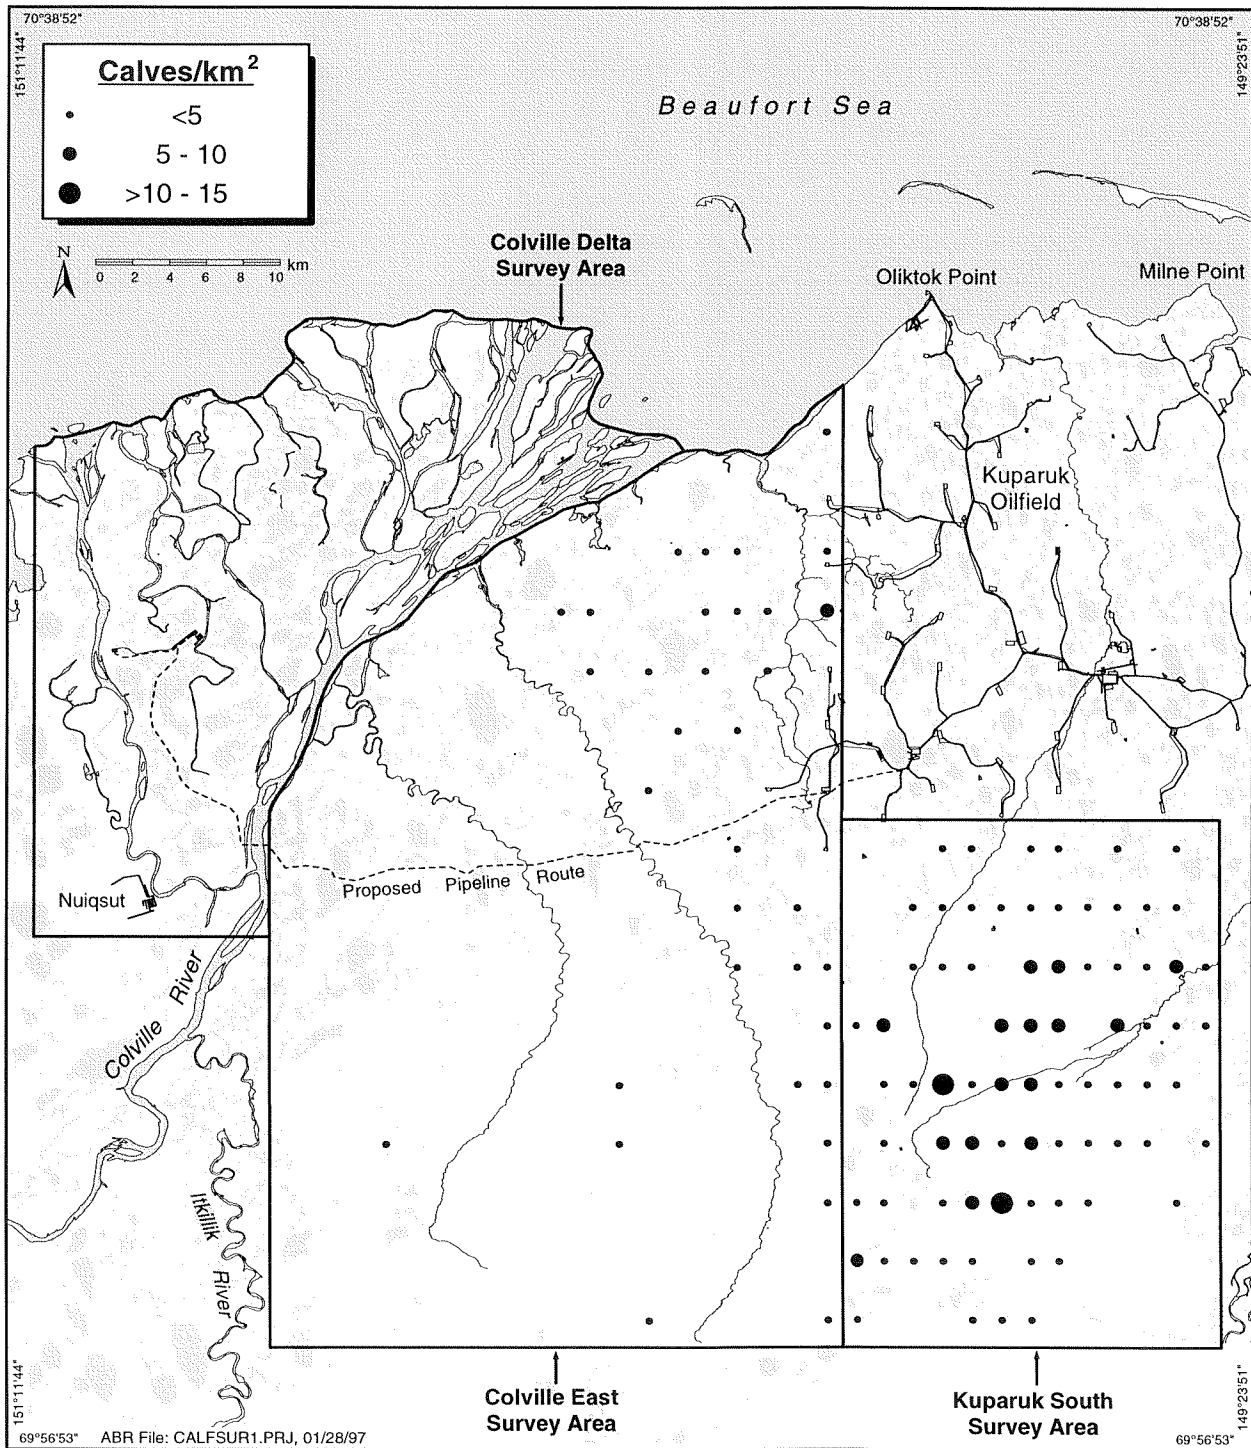 70°38'52"
70°38'52"
151°11'44"
149°23'51"
Calves/km²
<5
5 - 10
>10 - 15
Beaufort Sea
N
0 2 4 6 8 10 km
Colville Delta
Survey Area
Oliktok Point
Milne Point
Kuparuk
Oilfield
Nuiqsut
Proposed Pipeline Route
Colville River
Itkillik River
151°11'44"
149°23'51"
Colville East
Survey Area
Kuparuk South
Survey Area
69°56'53"
ABR File: CALFSUR1.PRJ, 01/28/97
69°56'53"